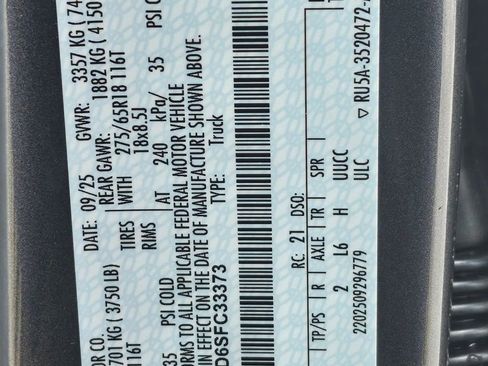 OR CO. DATE: 09/25 GVWR: 3357 KG ( 74
701 KG ( 3750 LB) REAR GAWR: 1882 KG ( 4150
116T TIRES WITH 275/65R18 116T
RIMS 18x8.5J
35 PSI COLD AT 240 kPa/ 35 PSI
ORMS TO ALL APPLICABLE FEDERAL MOTOR VEHICLE
IN EFFECT ON THE DATE OF MANUFACTURE SHOWN ABOVE.
D6SFC33373 TYPE: Truck
RC: 21 DSO:
TP/PS R AXLE TR SPR
2 L6 H UUCC
2202509296779 ULC
RU5A-3520472-